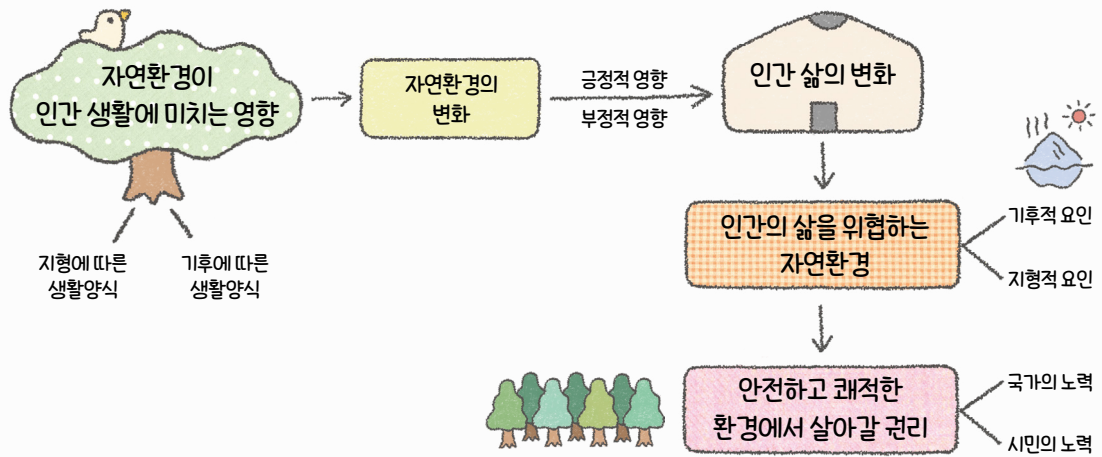 자연환경이
인간 생활에 미치는 영향
지형에 따른
생활양식
기후에 따른
생활양식
자연환경의
변화
긍정적 영향
부정적 영향
인간 삶의 변화
인간의 삶을 위협하는
자연환경
기후적 요인
지형적 요인
안전하고 쾌적한
환경에서 살아갈 권리
국가의 노력
시민의 노력